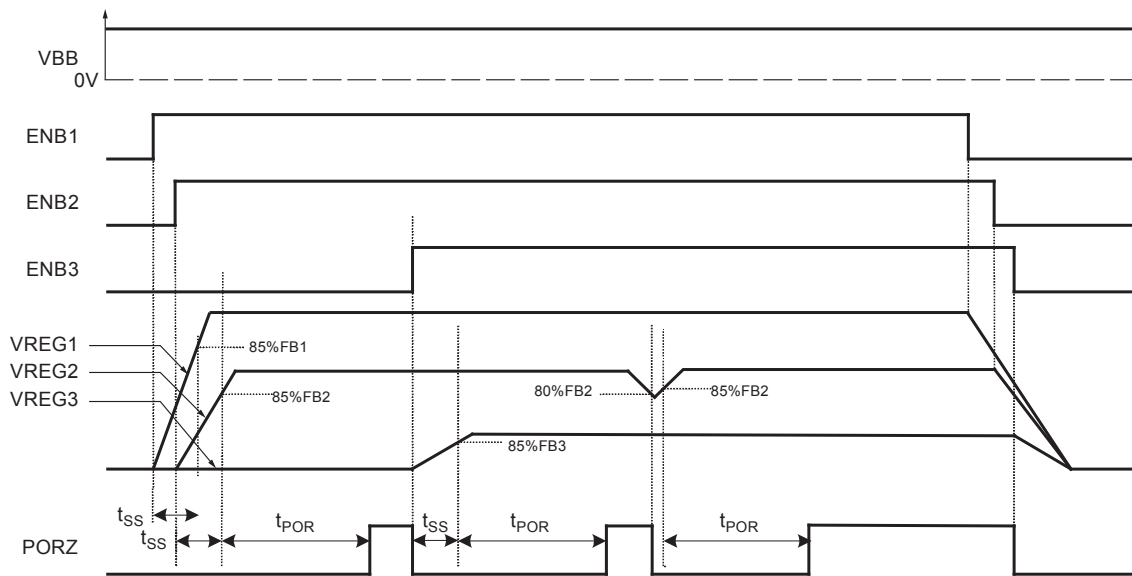 VBB
0V
ENB1
ENB2
ENB3
VREG1
85%FB1
VREG2
80%FB2
85%FB2
85%FB2
VREG3
85%FB3
tSS
tSS
tPOR
tSS
tPOR
tPOR
PORZ